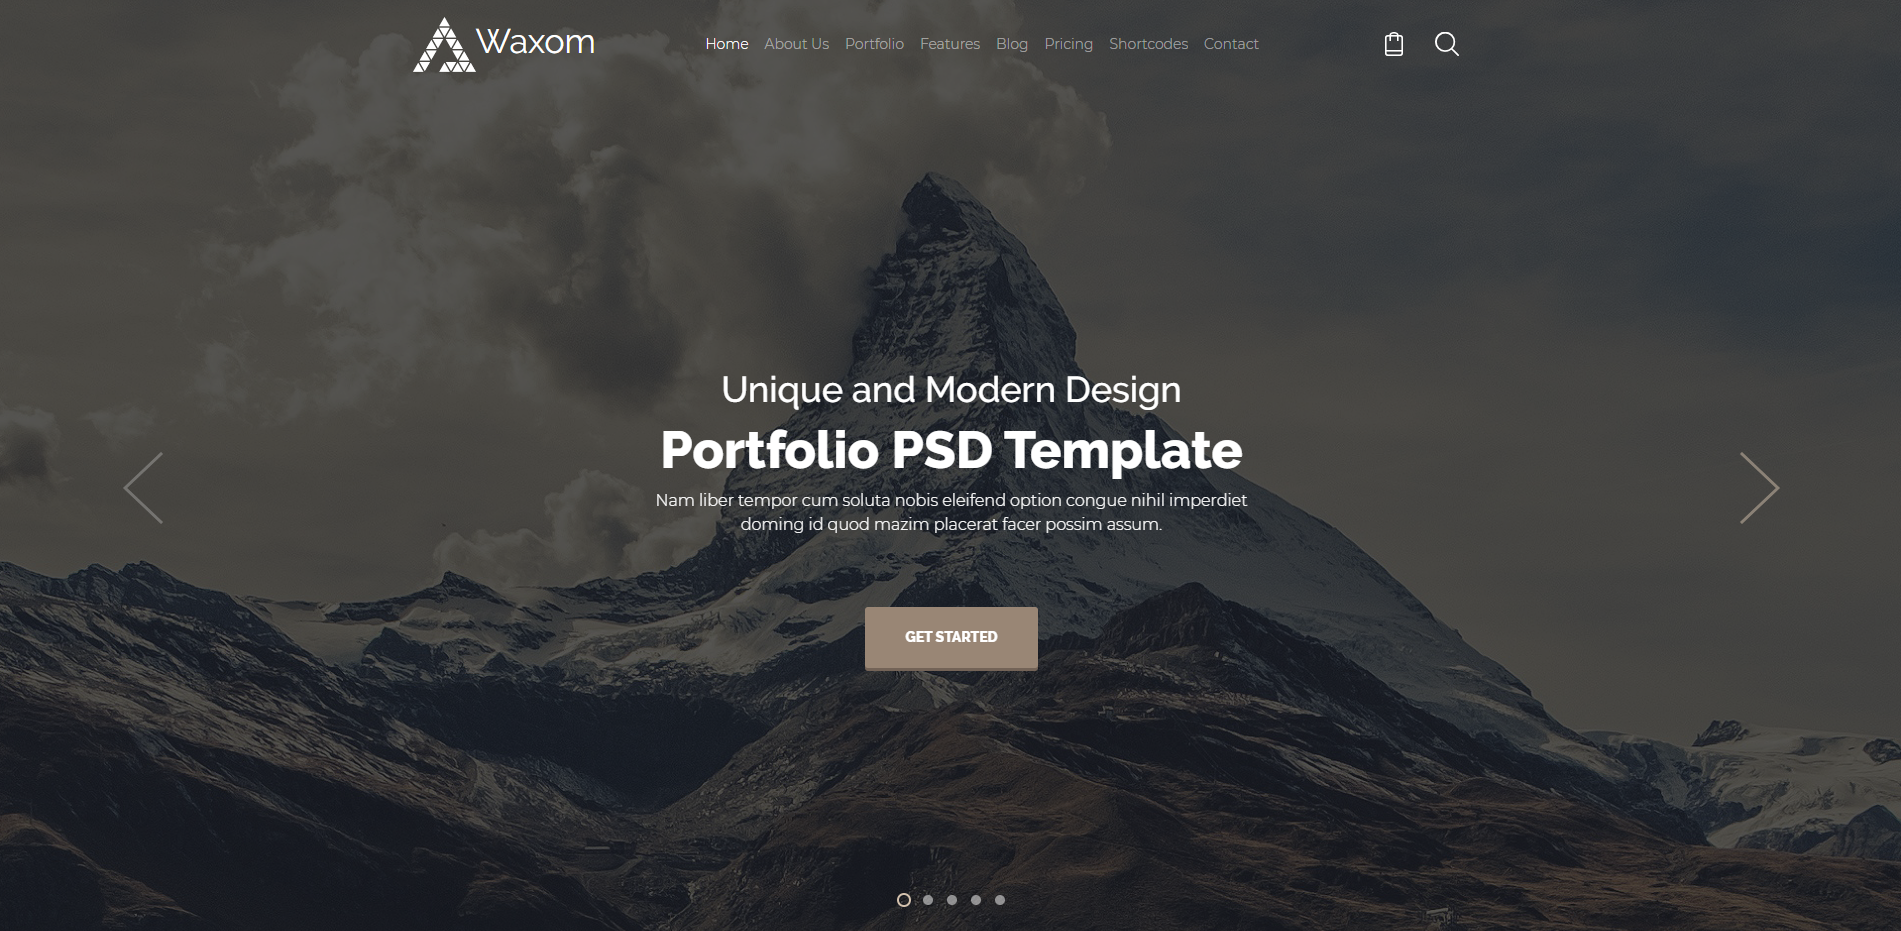 Waxom
Home About Us Portfolio Features Blog Pricing Shortcodes Contact
Unique and Modern Design
Portfolio PSD Template
Nam liber tempor cum soluta nobis eleifend option congue nihil imperdiet
doming id quod mazim placerat facer possim assum.
GET STARTED